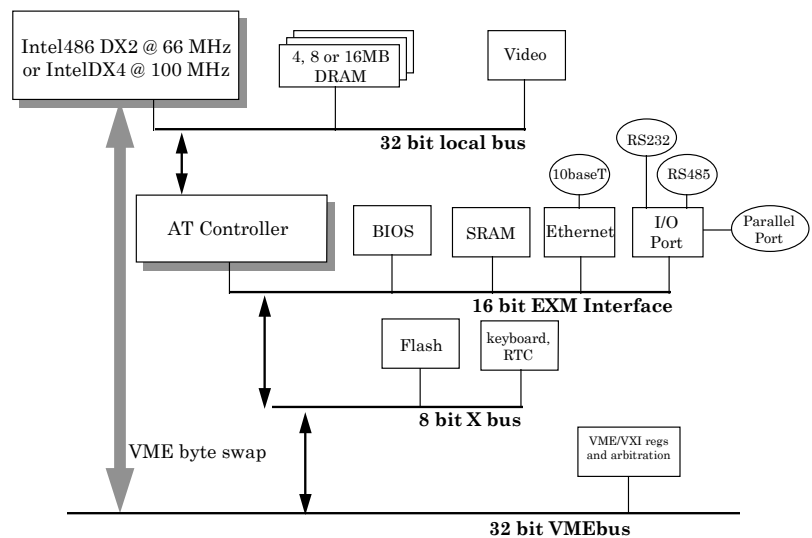 Intel486 DX2 @ 66 MHz
or IntelDX4 @ 100 MHz
4, 8 or 16MB
DRAM
Video
32 bit local bus
RS232
10baseT
RS485
AT Controller
BIOS
SRAM
Ethernet
I/O
Port
Parallel
Port
16 bit EXM Interface
Flash
keyboard,
RTC
8 bit X bus
VME byte swap
VME/VXI regs
and arbitration
32 bit VMEbus